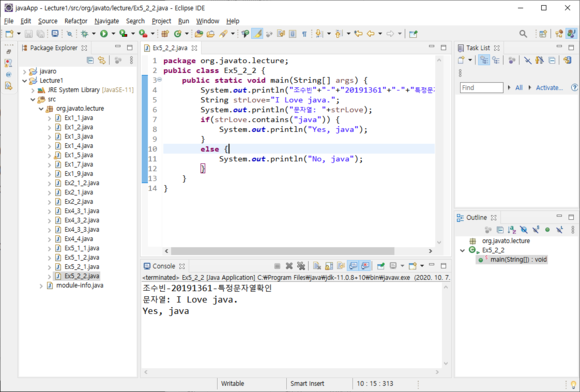 javaApp - Lecture1/src/org/javato/lecture/Ex5_2_2.java - Eclipse IDE
File Edit Source Refactor Navigate Search Project Run Window Help
Package Explorer
javaro
Lecture1
JRE System Library [JavaSE-11]
src
org.javato.lecture
Ex1_1.java
Ex1_2.java
Ex1_3.java
Ex1_4.java
Ex1_5.java
Ex1_7.java
Ex1_9.java
Ex2_1_2.java
Ex2_1.java
Ex2_2.java
Ex4_3_1.java
Ex4_3_2.java
Ex4_3_3.java
Ex4_4.java
Ex5_1_1.java
Ex5_1_2.java
Ex5_2_1.java
Ex5_2_2.java
module-info.java
Ex5_2_2.java
1 package org.javato.lecture;
2 public class Ex5_2_2 {
3 public static void main(String[] args) {
4 System.out.println("조수빈"+"-"+"20191361"+"-"+"특정문자
5 String strLove="I Love java.";
6 System.out.println("문자열: "+strLove);
7 if(strLove.contains("java")) {
8 System.out.println("Yes, java");
9 }
10 else {
11 System.out.println("No, java");
12 }
13 }
14 }
Console
<terminated> Ex5_2_2 [Java Application] C:\Program Files\java\jdk-11.0.8+10\bin\javaw.exe (2020. 10. 7.
조수빈-20191361-특정문자열확인
문자열: I Love java.
Yes, java
Task List
Find
All
Activate...
Outline
org.javato.lecture
Ex5_2_2
main(String[]) : void
Writable
Smart Insert
10 : 15 : 313